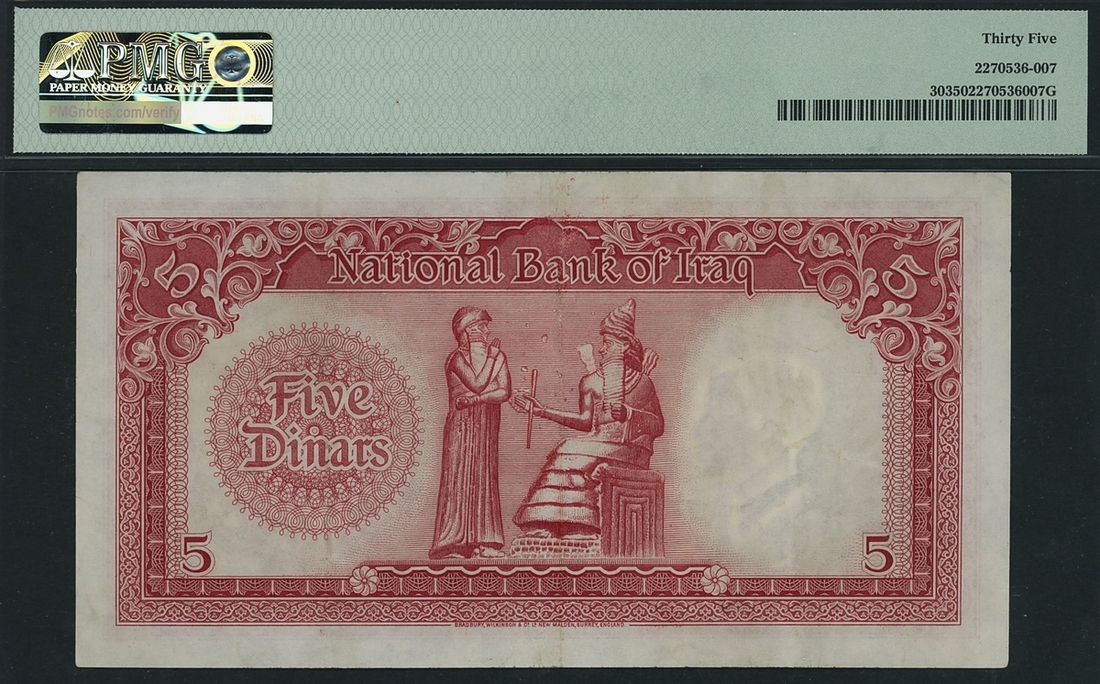 PMG
PAPER MONEY GUARANTY
PMGnotes.com/verify
Thirty Five
2270536-007
303502270536007G
5
National Bank of Iraq
5
Five
Dinars
5
5
BRADBURY, WILKINSON & Co. Ld. NEW MALDEN, SURREY, ENGLAND.